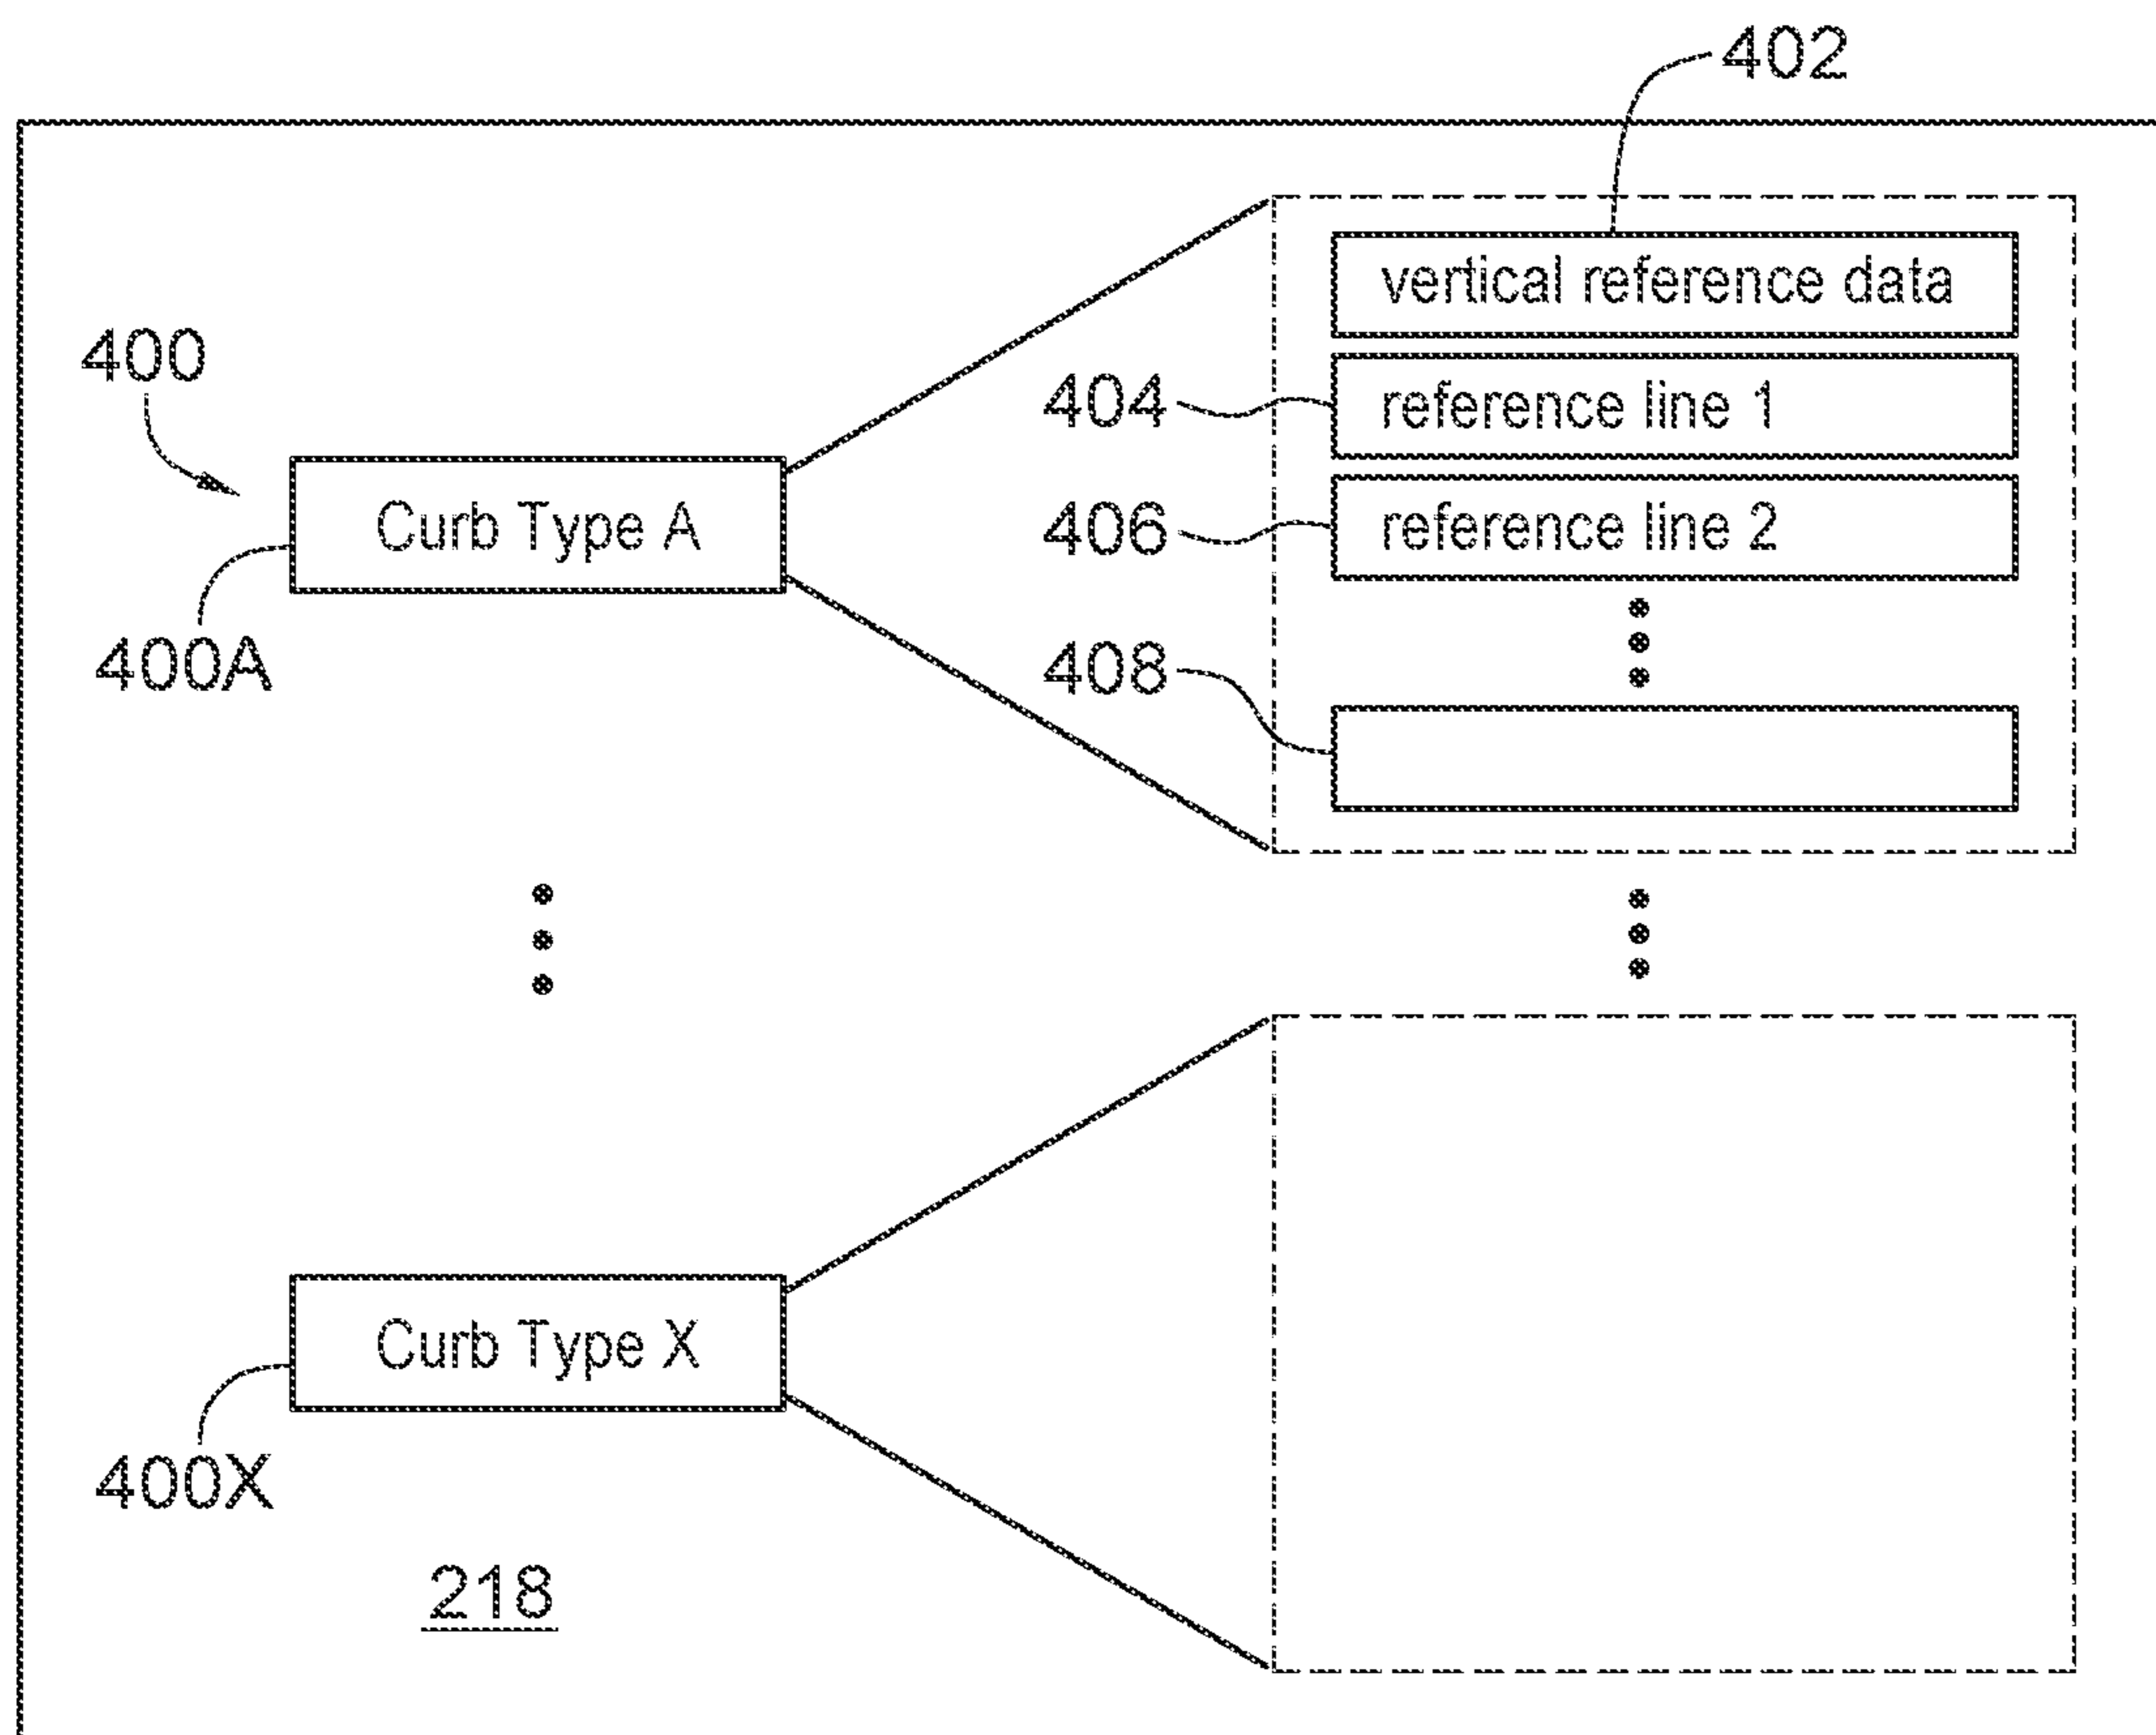 402
vertical reference data
400
404
reference line 1
Curb Type A
406
reference line 2
400A
408
Curb Type X
400X
218